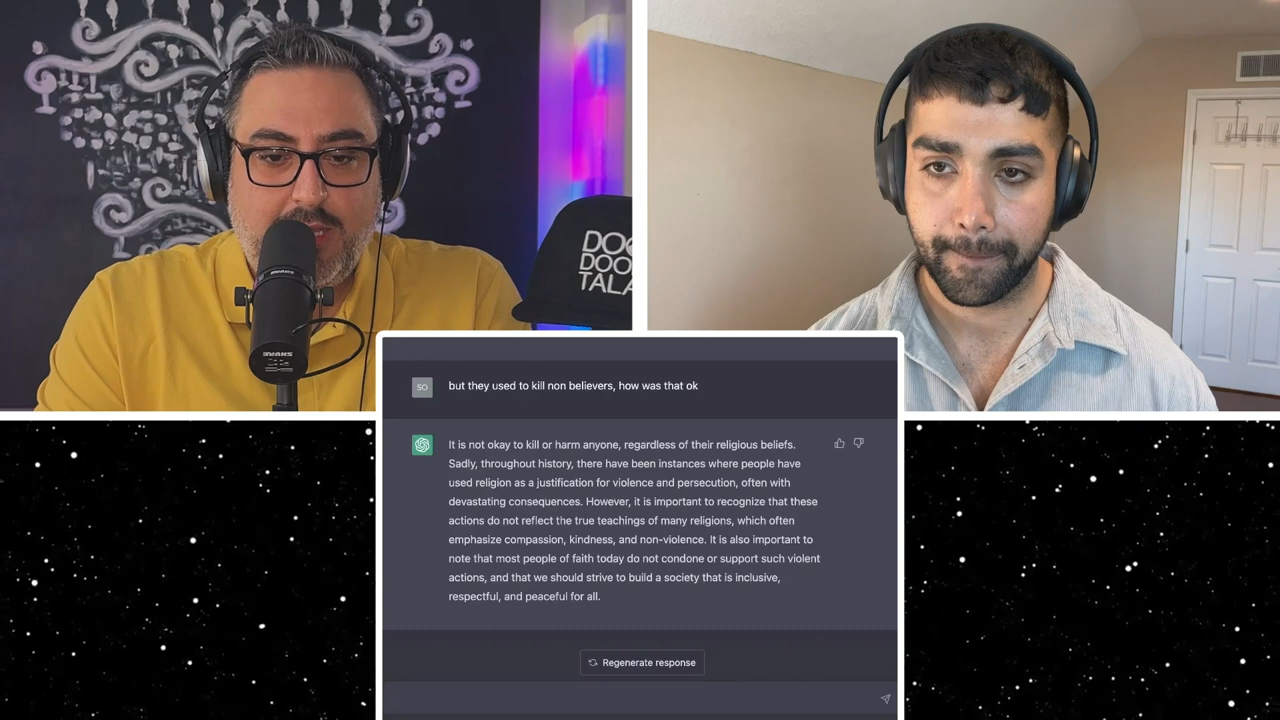 DOO
DOO
TALA
SHURE
SO
but they used to kill non believers, how was that ok
It is not okay to kill or harm anyone, regardless of their religious beliefs.
Sadly, throughout history, there have been instances where people have
used religion as a justification for violence and persecution, often with
devastating consequences. However, it is important to recognize that these
actions do not reflect the true teachings of many religions, which often
emphasize compassion, kindness, and non-violence. It is also important to
note that most people of faith today do not condone or support such violent
actions, and that we should strive to build a society that is inclusive,
respectful, and peaceful for all.
Regenerate response